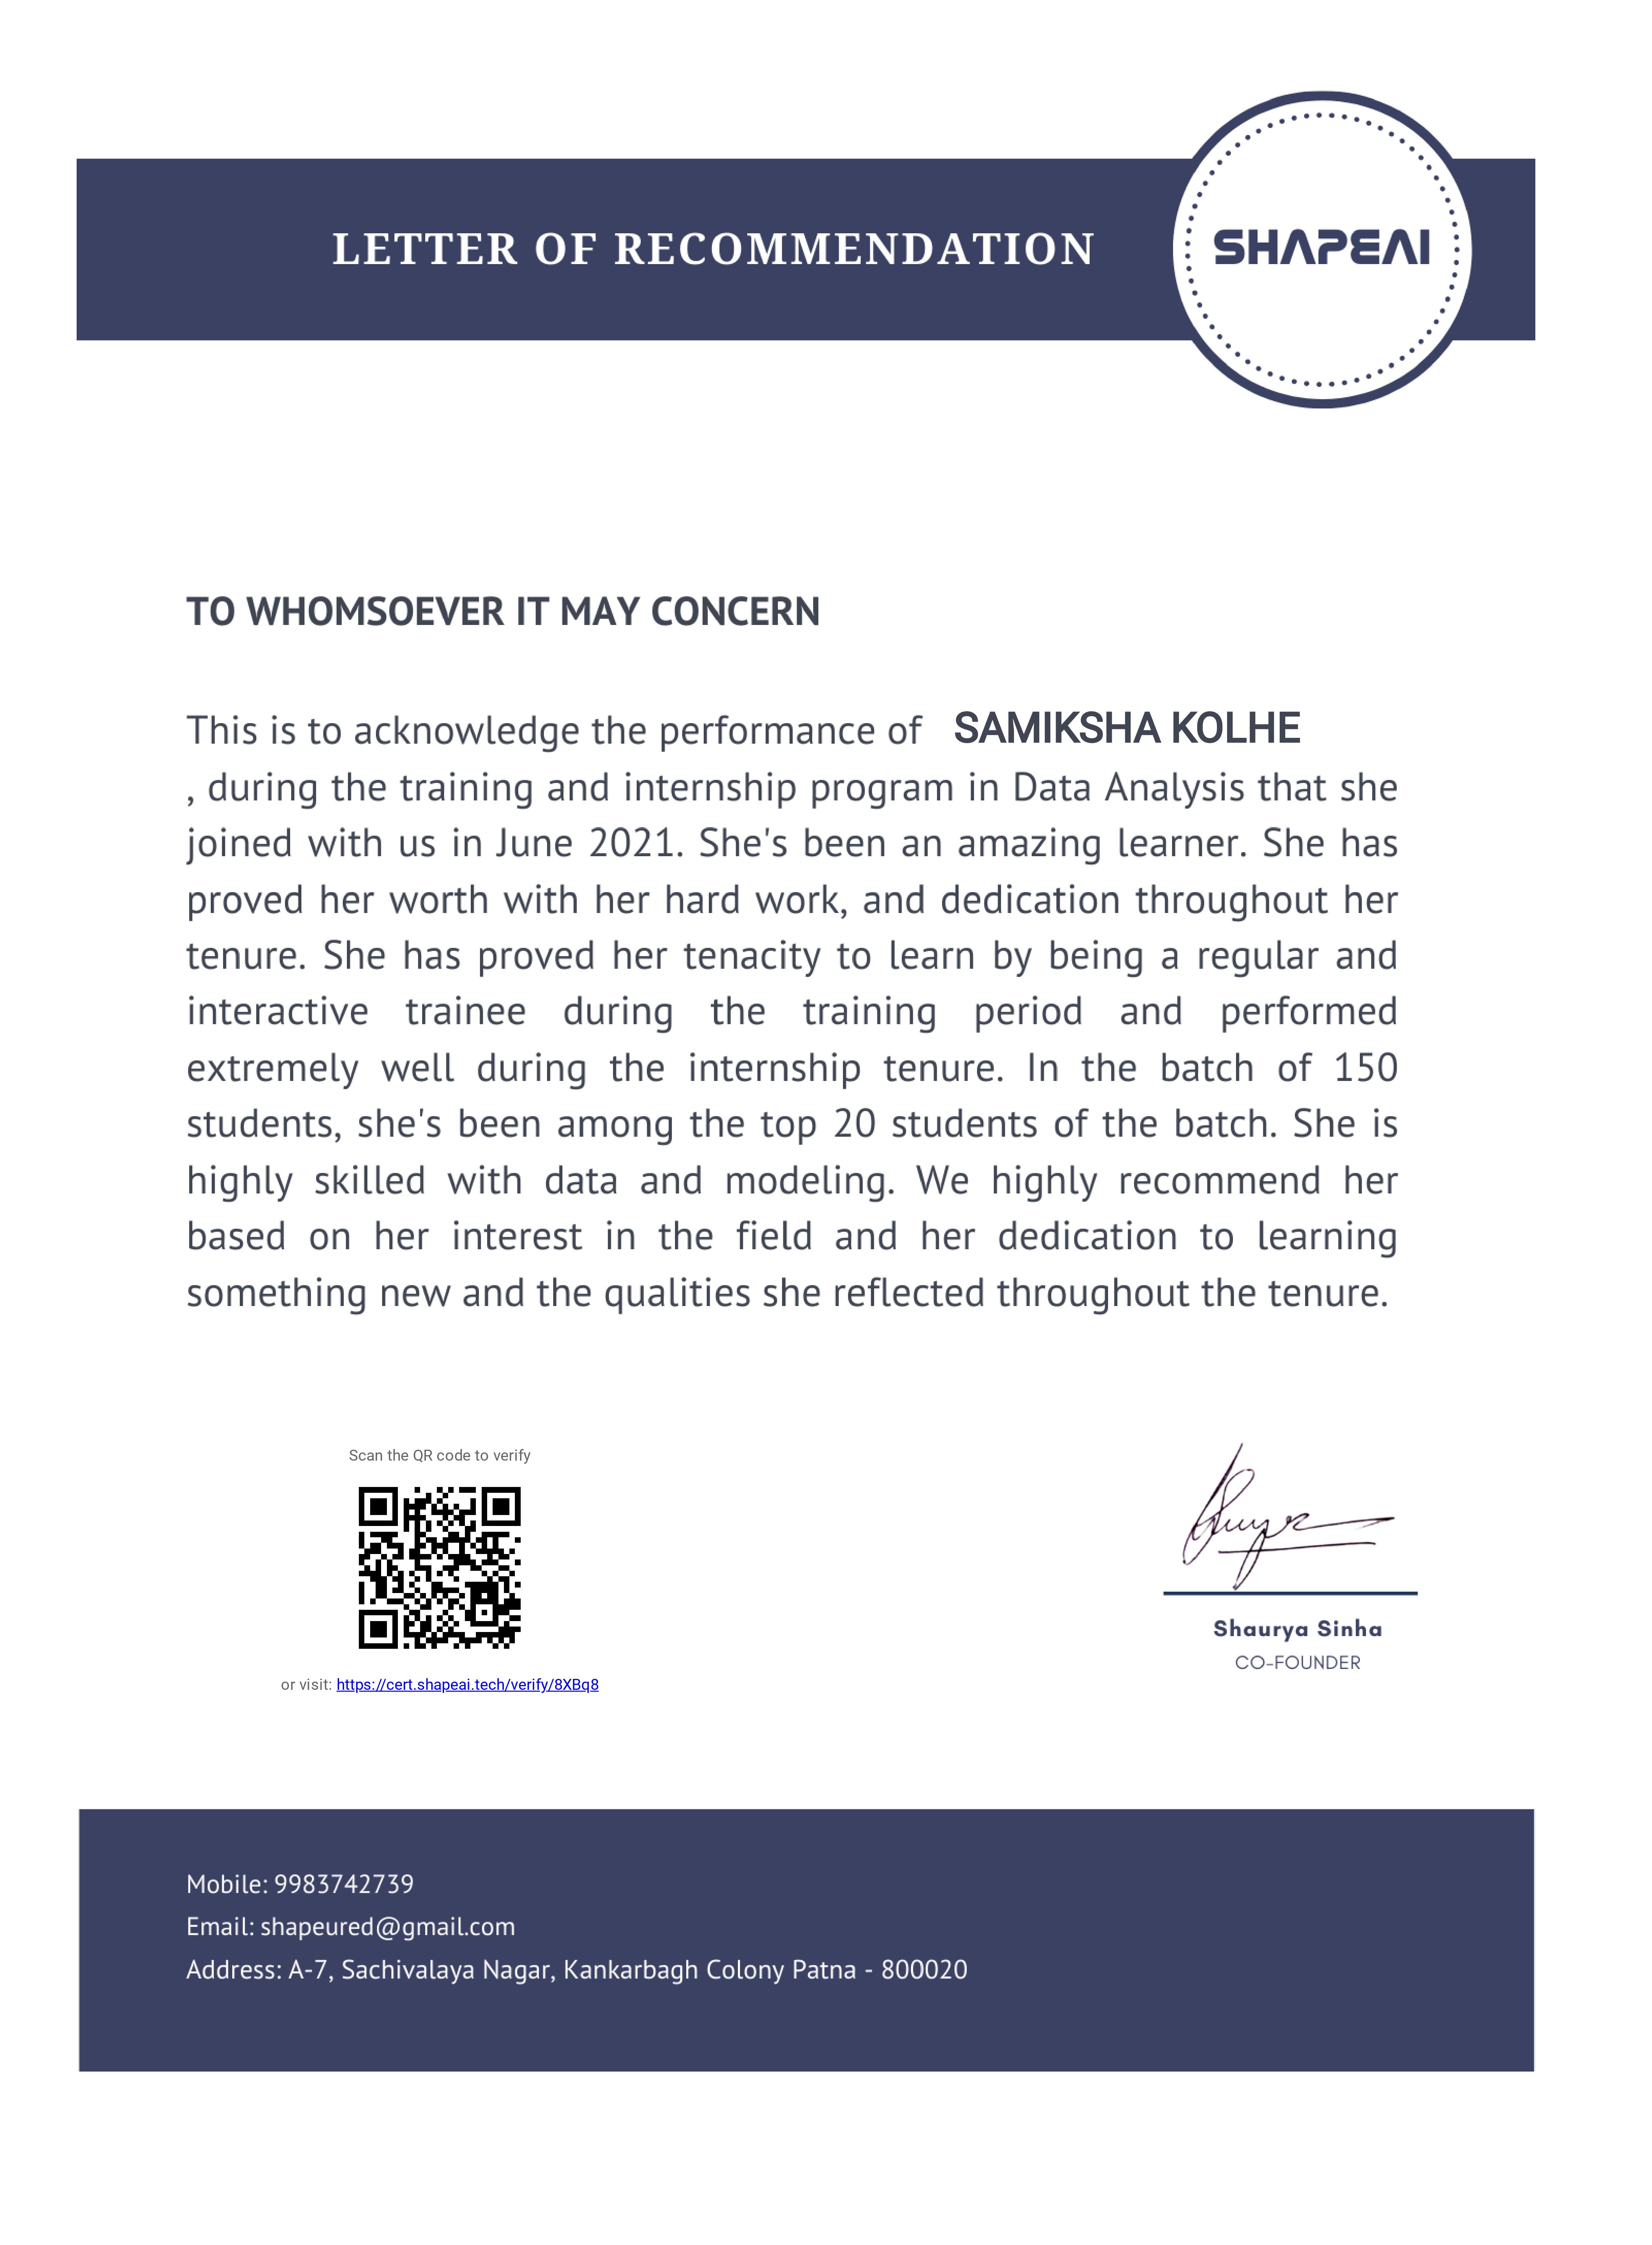 LETTER OF RECOMMENDATION
SHAPEAI
TO WHOMSOEVER IT MAY CONCERN
This is to acknowledge the performance of SAMIKSHA KOLHE
, during the training and internship program in Data Analysis that she
joined with us in June 2021. She's been an amazing learner. She has
proved her worth with her hard work, and dedication throughout her
tenure. She has proved her tenacity to learn by being a regular and
interactive trainee during the training period and performed
extremely well during the internship tenure. In the batch of 150
students, she's been among the top 20 students of the batch. She is
highly skilled with data and modeling. We highly recommend her
based on her interest in the field and her dedication to learning
something new and the qualities she reflected throughout the tenure.
Scan the QR code to verify
or visit: https://cert.shapeai.tech/verify/8XBq8
Shaurya Sinha
CO-FOUNDER
Mobile: 9983742739
Email: shapeured@gmail.com
Address: A-7, Sachivalaya Nagar, Kankarbagh Colony Patna - 800020